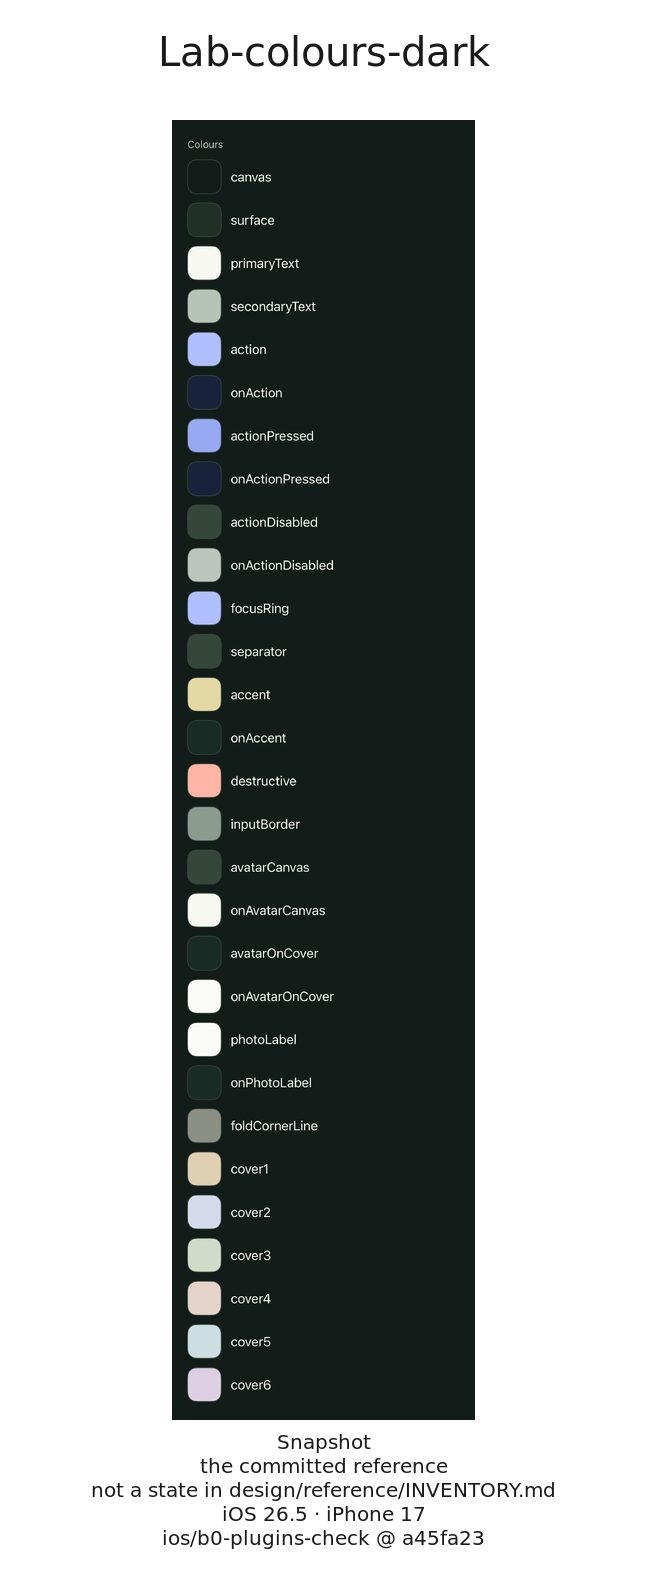 Lab-colours-dark
Colours
canvas
surface
primaryText
secondaryText
action
onAction
actionPressed
onActionPressed
actionDisabled
onActionDisabled
focusRing
separator
accent
onAccent
destructive
inputBorder
avatarCanvas
onAvatarCanvas
avatarOnCover
onAvatarOnCover
photoLabel
onPhotoLabel
foldCornerLine
cover1
cover2
cover3
cover4
cover5
cover6
Snapshot
the committed reference
not a state in design/reference/INVENTORY.md
iOS 26.5 · iPhone 17
ios/b0-plugins-check @ a45fa23